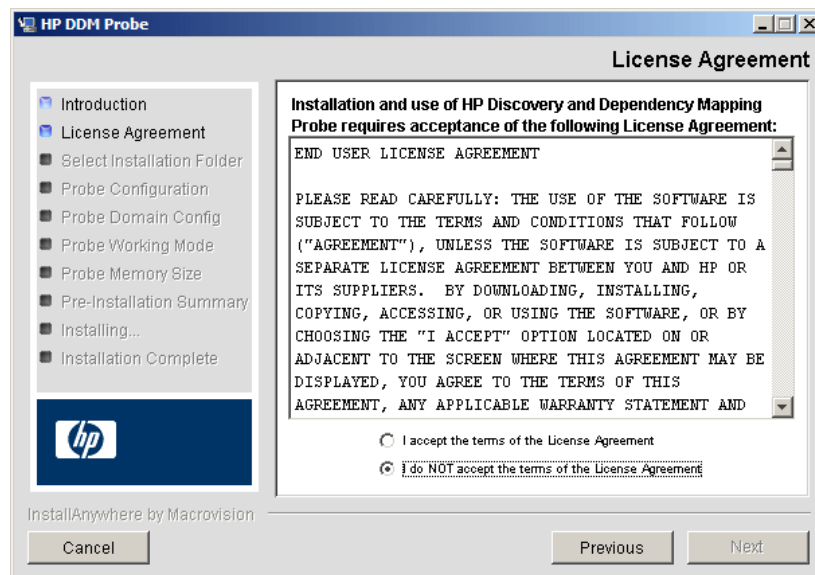 HP DDM Probe
License Agreement
Introduction
License Agreement
Select Installation Folder
Probe Configuration
Probe Domain Config
Probe Working Mode
Probe Memory Size
Pre-Installation Summary
Installing...
Installation Complete
hp
Installation and use of HP Discovery and Dependency Mapping
Probe requires acceptance of the following License Agreement:
END USER LICENSE AGREEMENT
PLEASE READ CAREFULLY: THE USE OF THE SOFTWARE IS
SUBJECT TO THE TERMS AND CONDITIONS THAT FOLLOW
("AGREEMENT"), UNLESS THE SOFTWARE IS SUBJECT TO A
SEPARATE LICENSE AGREEMENT BETWEEN YOU AND HP OR
ITS SUPPLIERS.  BY DOWNLOADING, INSTALLING,
COPYING, ACCESSING, OR USING THE SOFTWARE, OR BY
CHOOSING THE "I ACCEPT" OPTION LOCATED ON OR
ADJACENT TO THE SCREEN WHERE THIS AGREEMENT MAY BE
DISPLAYED, YOU AGREE TO THE TERMS OF THIS
AGREEMENT, ANY APPLICABLE WARRANTY STATEMENT AND
I accept the terms of the License Agreement
I do NOT accept the terms of the License Agreement
InstallAnywhere by Macrovision
Cancel
Previous
Next